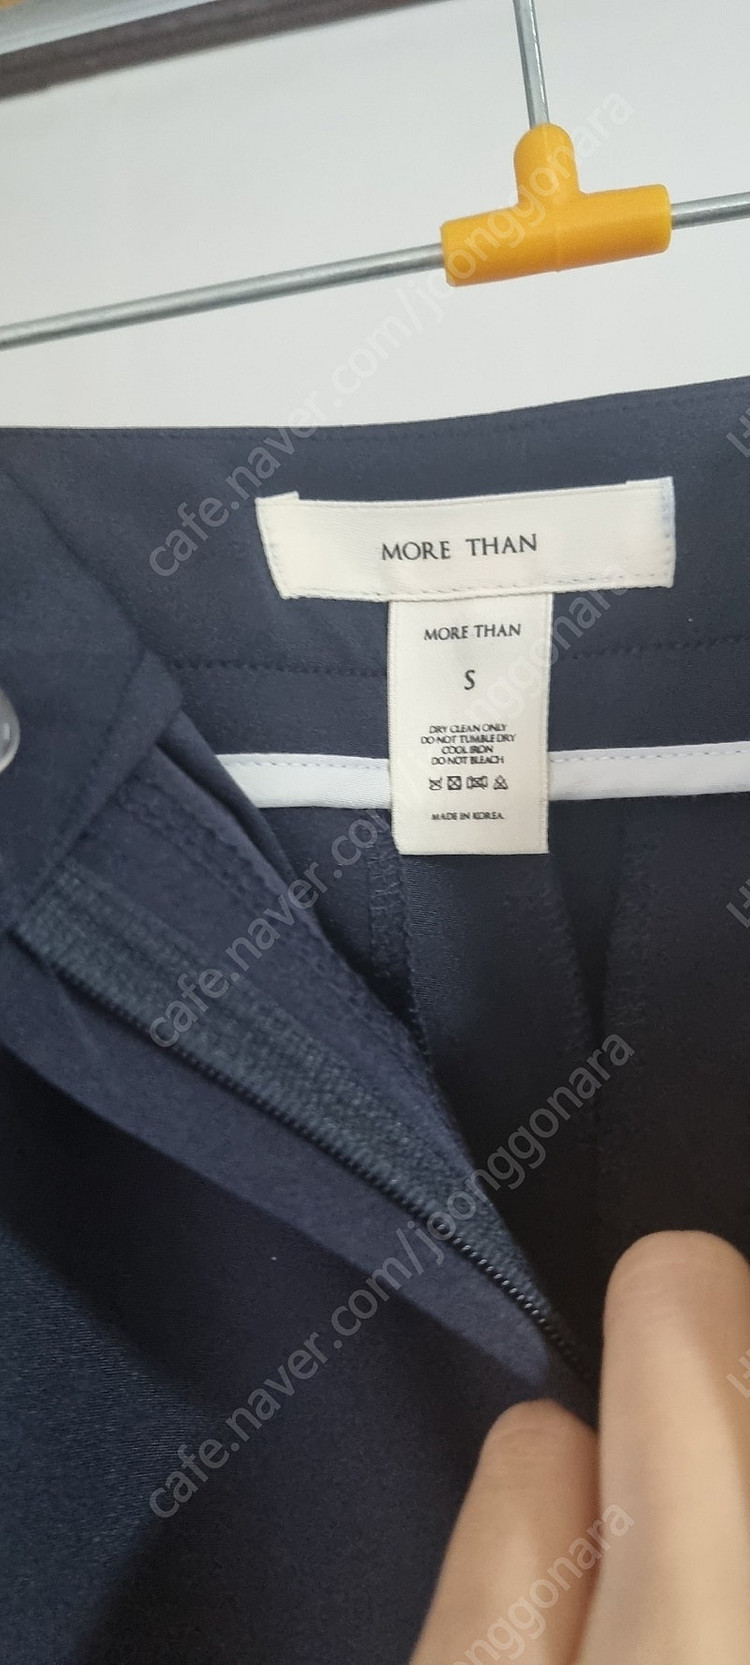 MORE THAN
MORE THAN
S
DRY CLEAN ONLY
DO NOT TUMBLE DRY
COOL IRON
DO NOT BLEACH
MADE IN KOREA
cafe.naver.com/joonggonara
cafe.naver.com/joonggonara
cafe.naver.com/joonggonara